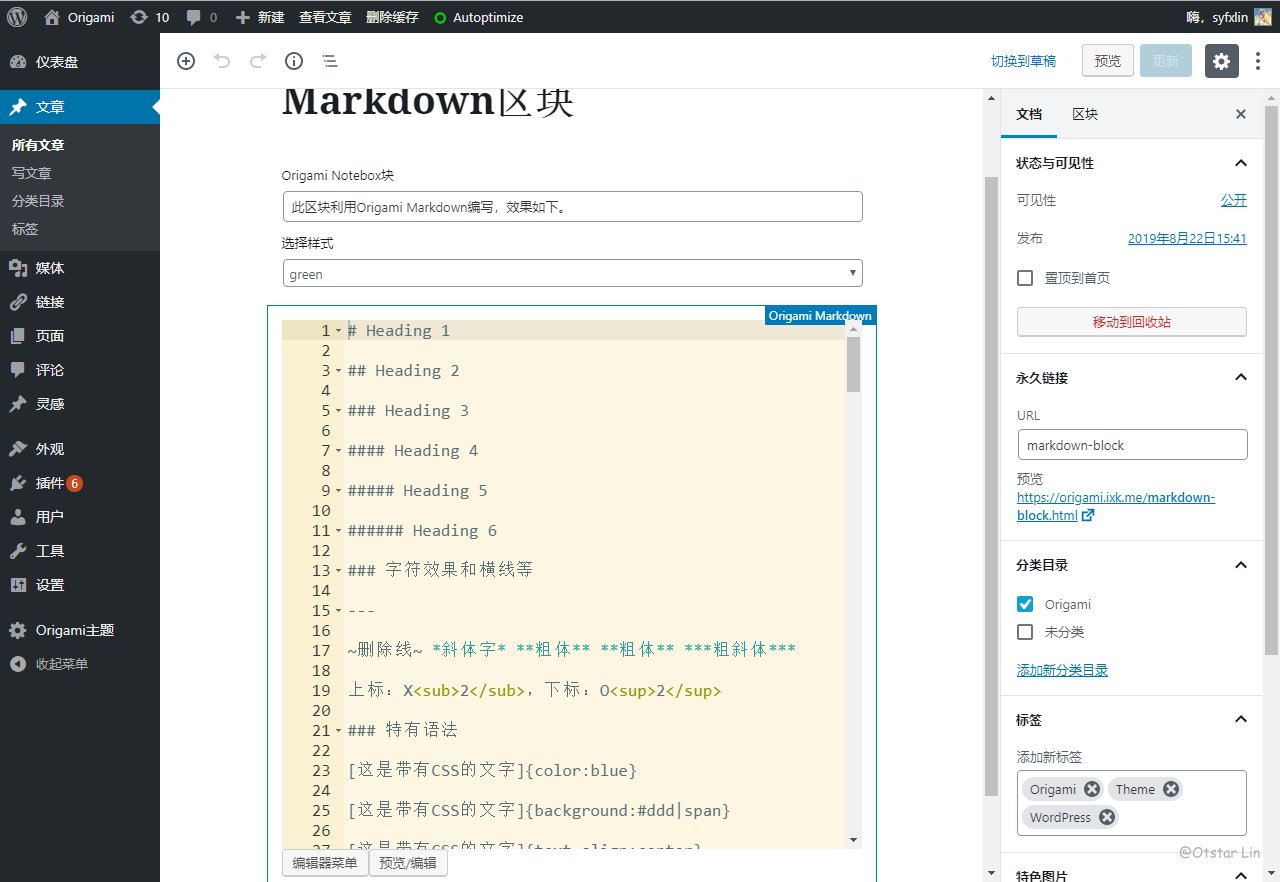 Origami 10 0 新建 查看文章 删除缓存 Autoptimize 嗨，syfxlin
仪表盘
文章
所有文章
写文章
分类目录
标签
媒体
链接
页面
评论
灵感
外观
插件 6
用户
工具
设置
Origami主题
收起菜单
切换到草稿 预览 更新
Markdown区块
Origami Notebox块
此区块利用Origami Markdown编写，效果如下。
选择样式
green
Origami Markdown
1 # Heading 1
2
3 ## Heading 2
4
5 ### Heading 3
6
7 #### Heading 4
8
9 ##### Heading 5
10
11 ###### Heading 6
12
13 ### 字符效果和横线等
14
15 ---
16
17 ~删除线~ *斜体字* **粗体** **粗体** ***粗斜体***
18
19 上标：X<sub>2</sub>，下标：O<sup>2</sup>
20
21 ### 特有语法
22
23 [这是带有CSS的文字]{color:blue}
24
25 [这是带有CSS的文字]{background:#ddd|span}
26
27 [这是带有CSS的文字]{text-align:center}
编辑器菜单 预览/编辑
文档 区块
状态与可见性
可见性 公开
发布 2019年8月22日15:41
置顶到首页
移动到回收站
永久链接
URL
markdown-block
预览
https://origami.ixk.me/markdown-
block.html
分类目录
Origami
未分类
添加新分类目录
标签
添加新标签
Origami Theme
WordPress
特色图片
@Otstar Lin